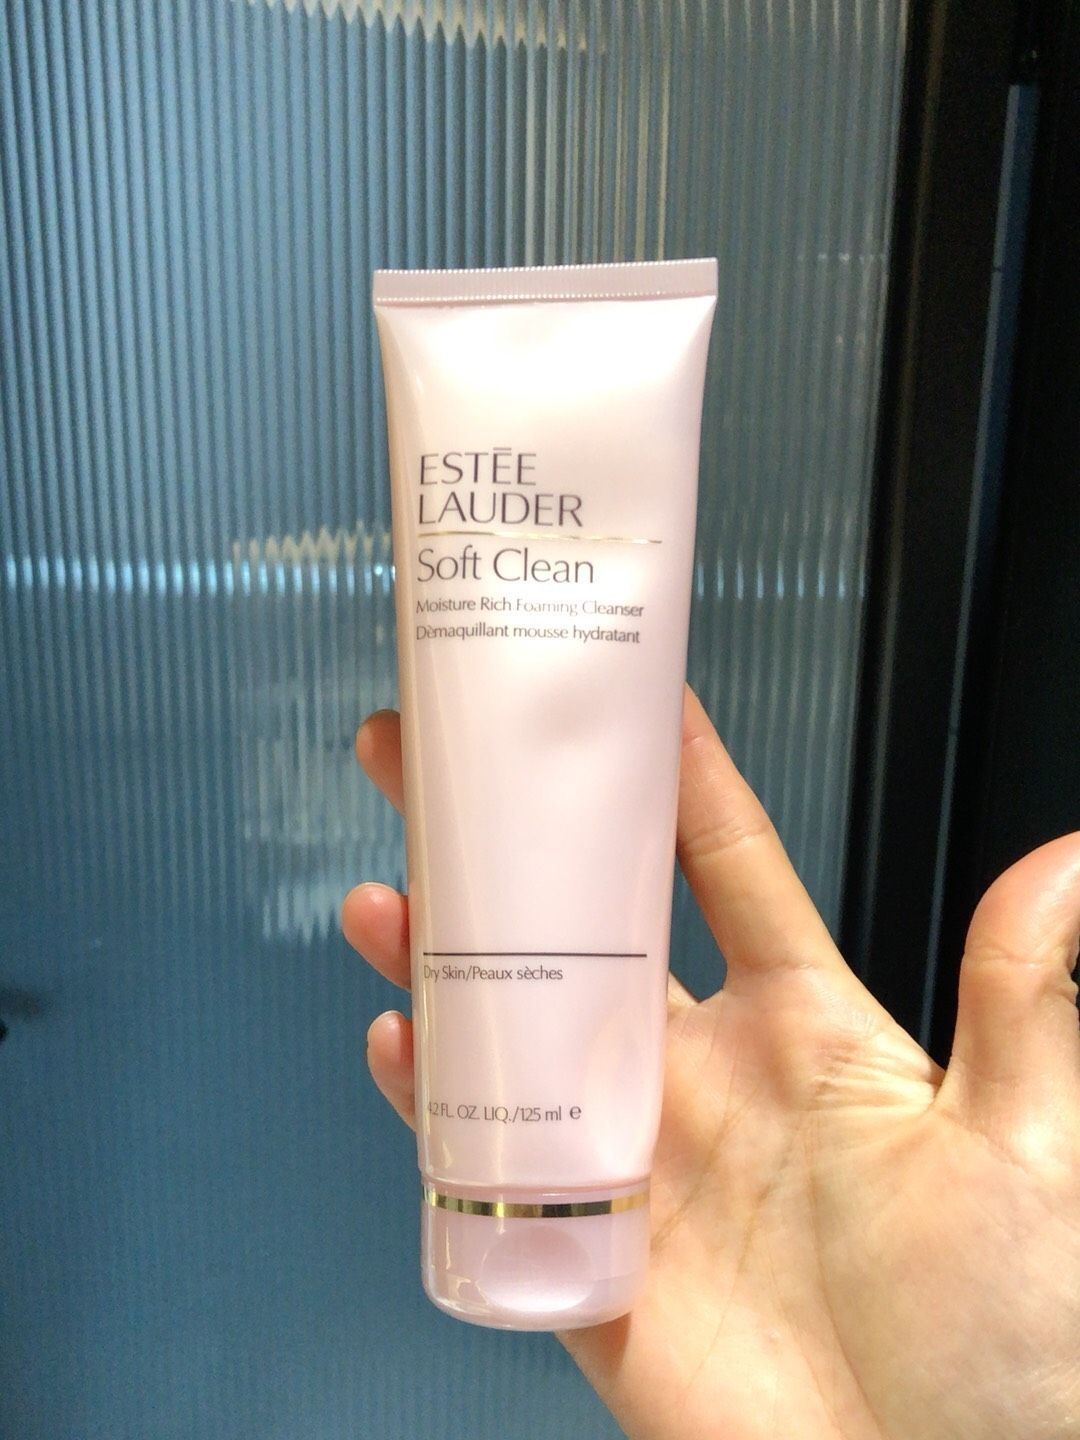 ESTĒE
LAUDER
Soft Clean
Moisture Rich Foaming Cleanser
Dèmaquillant mousse hydratant
Dry Skin/Peaux sèches
4.2 FL. OZ. LIQ./125 ml e